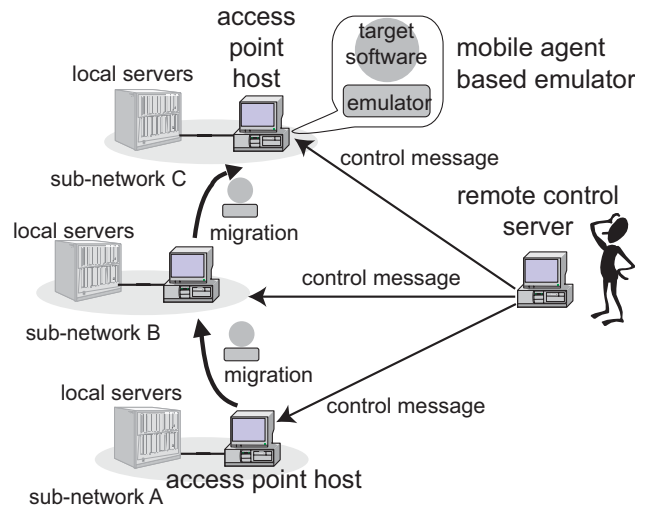 access
point
host
target
software
emulator
mobile agent
based emulator
local servers
control message
sub-network C
remote control
server
local servers
migration
control message
sub-network B
migration
local servers
control message
access point host
sub-network A